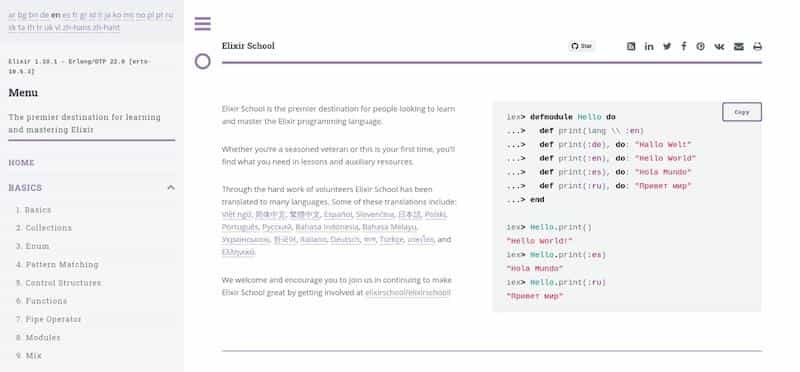 ar bg bn de en es fr gr id it ja ko ms no pl pt ru
sk ta th tr uk vi zh-hans zh-hant
Elixir 1.10.1 - Erlang/OTP 22.0 [erts-
10.5.3]
Menu
The premier destination for learning
and mastering Elixir
HOME
BASICS
1. Basics
2. Collections
3. Enum
4. Pattern Matching
5. Control Structures
6. Functions
7. Pipe Operator
8. Modules
9. Mix
Elixir School
Star
Elixir School is the premier destination for people looking to learn
and master the Elixir programming language.
Whether you're a seasoned veteran or this is your first time, you'll
find what you need in lessons and auxiliary resources.
Through the hard work of volunteers Elixir School has been
translated to many languages. Some of these translations include:
Việt ngữ, 简体中文, 繁體中文, Español, Slovenčina, 日本語, Polski,
Português, Русский, Bahasa Indonesia, Bahasa Melayu,
Українською, 한국어, Italiano, Deutsch, বাংলা, Türkçe, ภาษาไทย, and
Ελληνικά.
We welcome and encourage you to join us in continuing to make
Elixir School great by getting involved at elixirschool/elixirschool!
Copy
iex> defmodule Hello do
...>   def print(lang \\ :en)
...>   def print(:de), do: "Hallo Welt"
...>   def print(:en), do: "Hello World"
...>   def print(:es), do: "Hola Mundo"
...>   def print(:ru), do: "Привет мир"
...> end
iex> Hello.print()
"Hello World!"
iex> Hello.print(:es)
"Hola Mundo"
iex> Hello.print(:ru)
"Привет мир"